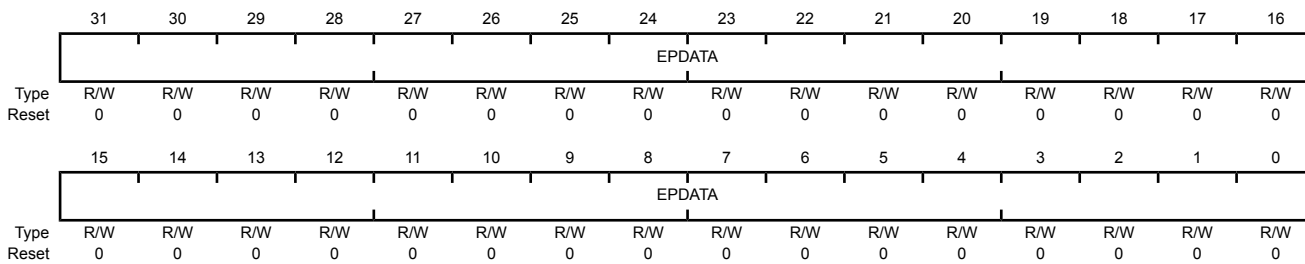 31 30 29 28 27 26 25 24 23 22 21 20 19 18 17 16
EPDATA
Type R/W R/W R/W R/W R/W R/W R/W R/W R/W R/W R/W R/W R/W R/W R/W R/W
Reset 0 0 0 0 0 0 0 0 0 0 0 0 0 0 0 0
15 14 13 12 11 10 9 8 7 6 5 4 3 2 1 0
EPDATA
Type R/W R/W R/W R/W R/W R/W R/W R/W R/W R/W R/W R/W R/W R/W R/W R/W
Reset 0 0 0 0 0 0 0 0 0 0 0 0 0 0 0 0